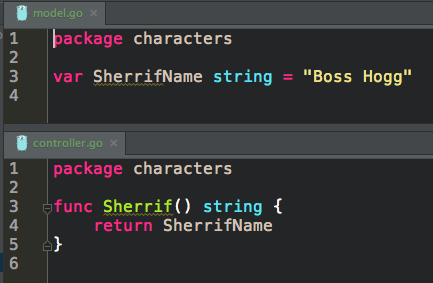 model.go
1 package characters
2
3 var SherrifName string = "Boss Hogg"
4
controller.go
1 package characters
2
3 func Sherrif() string {
4     return SherrifName
5 }
6